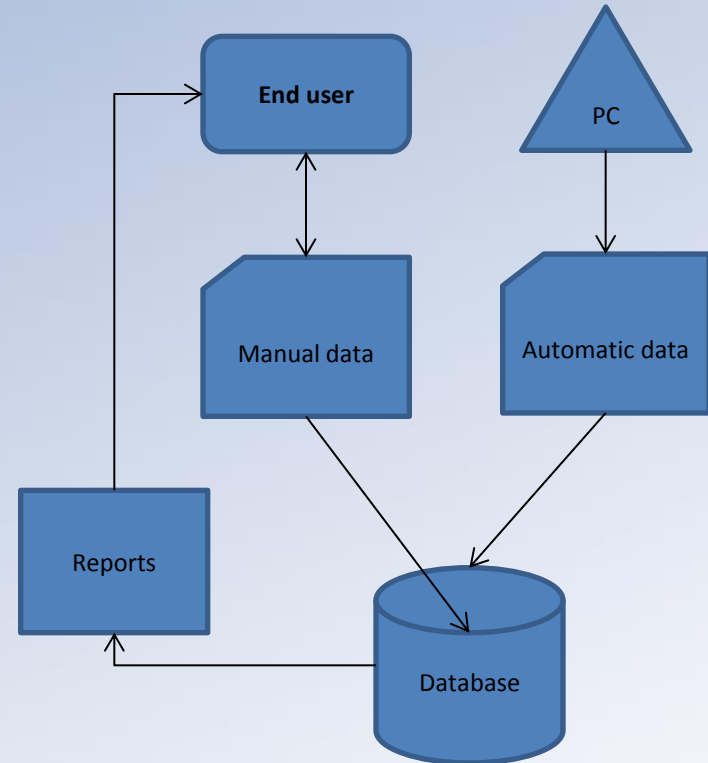 End user
PC
Manual data
Automatic data
Reports
Database